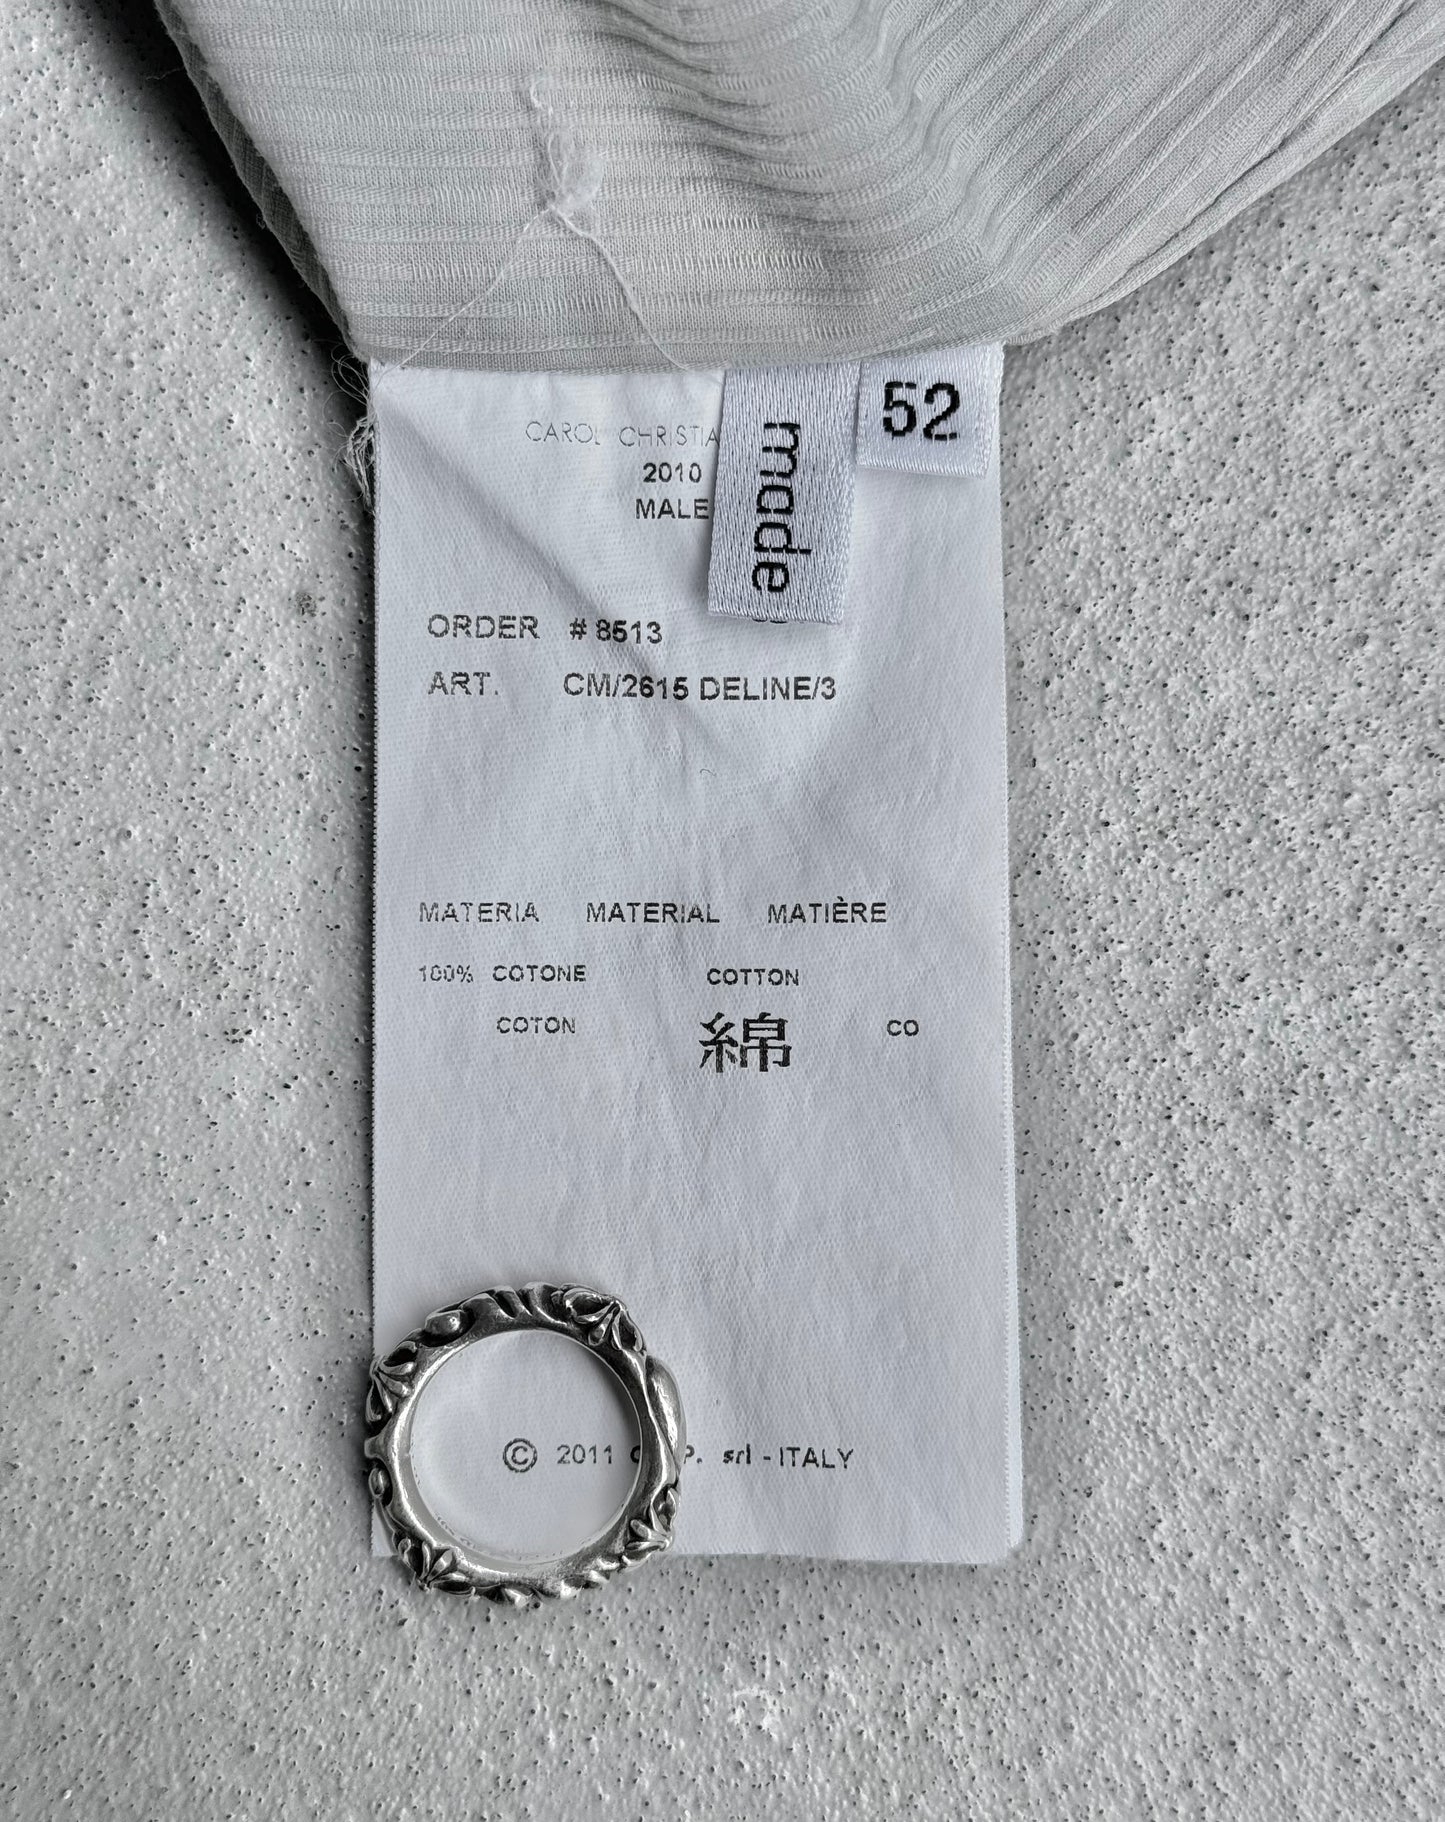 CAROL CHRISTIA
2010
MALE
made
52
ORDER # 8513
ART. CM/2615 DELINE/3
MATERIA MATERIAL MATIÈRE
100% COTONE COTTON
COTON 綿 CO
© 2011 P. srl - ITALY